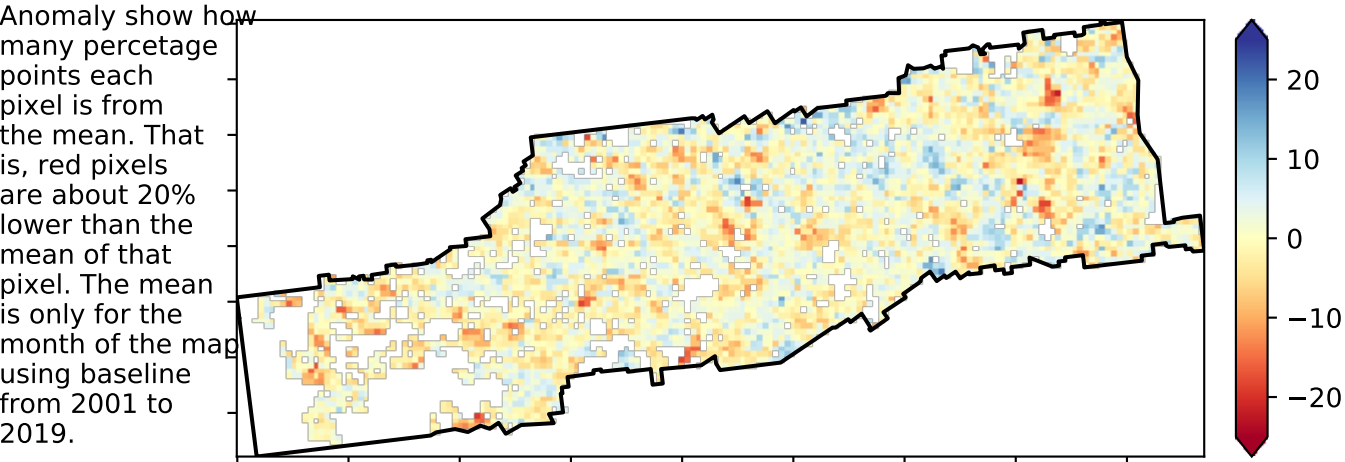 Anomaly show how
many percetage
points each
pixel is from
the mean. That
is, red pixels
are about 20%
lower than the
mean of that
pixel. The mean
is only for the
month of the map
using baseline
from 2001 to
2019.
20
10
0
−10
−20